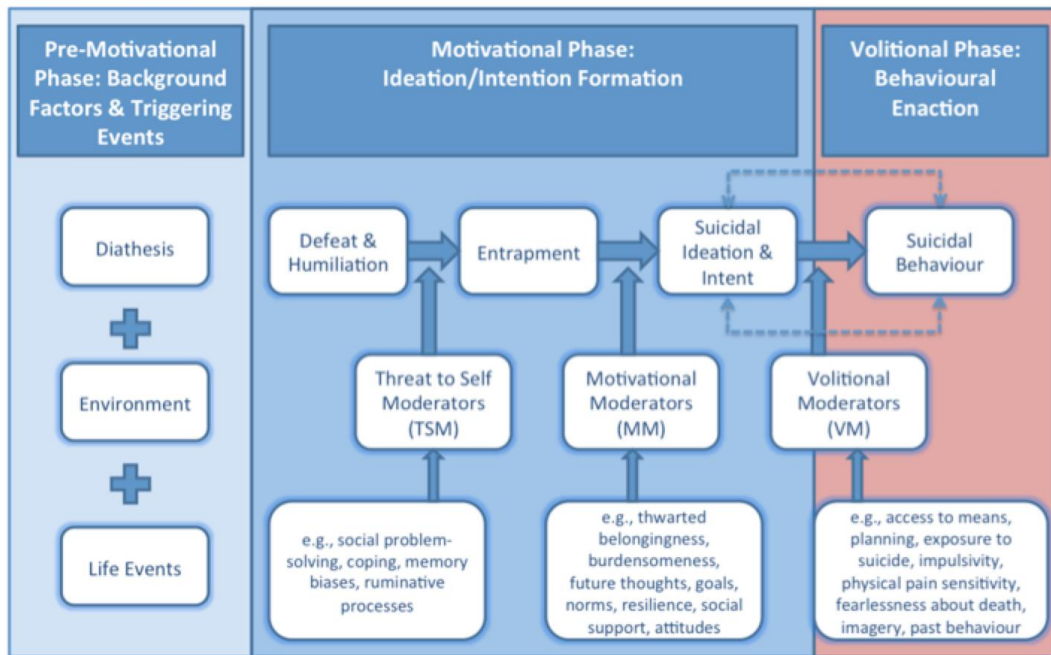 Pre-Motivational
Phase: Background
Factors & Triggering
Events
Motivational Phase:
Ideation/Intention Formation
Volitional Phase:
Behavioural
Enaction
Diathesis
Environment
Life Events
Defeat &
Humiliation
Entrapment
Suicidal
Ideation &
Intent
Suicidal
Behaviour
Threat to Self
Moderators
(TSM)
Motivational
Moderators
(MM)
Volitional
Moderators
(VM)
e.g., social problem-
solving, coping, memory
biases, ruminative
processes
e.g., thwarted
belongingness,
burdensomeness,
future thoughts, goals,
norms, resilience, social
support, attitudes
e.g., access to means,
planning, exposure to
suicide, impulsivity,
physical pain sensitivity,
fearlessness about death,
imagery, past behaviour